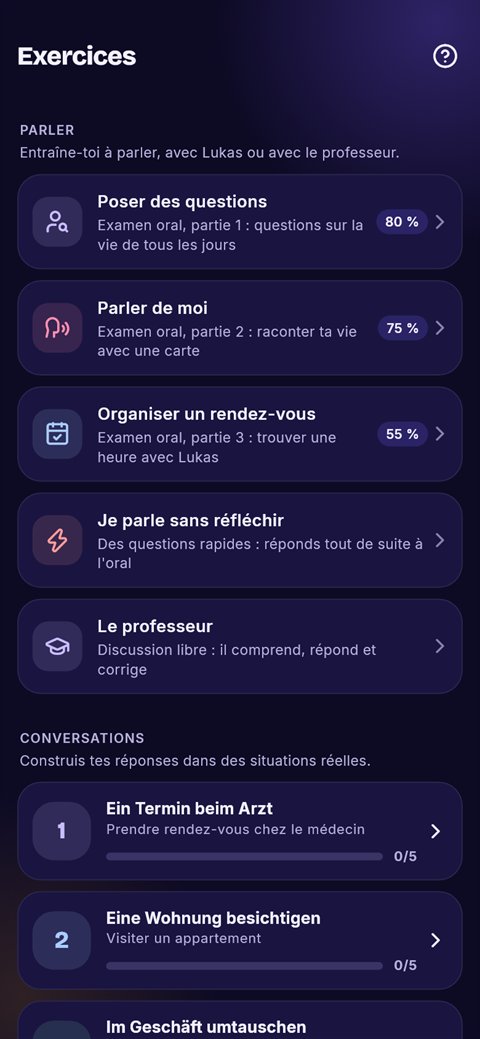 Exercices
PARLER
Entraîne-toi à parler, avec Lukas ou avec le professeur.
Poser des questions
Examen oral, partie 1 : questions sur la
vie de tous les jours
80 %
Parler de moi
Examen oral, partie 2 : raconter ta vie
avec une carte
75 %
Organiser un rendez-vous
Examen oral, partie 3 : trouver une
heure avec Lukas
55 %
Je parle sans réfléchir
Des questions rapides : réponds tout de suite à
l'oral
Le professeur
Discussion libre : il comprend, répond et
corrige
CONVERSATIONS
Construis tes réponses dans des situations réelles.
1
Ein Termin beim Arzt
Prendre rendez-vous chez le médecin
0/5
2
Eine Wohnung besichtigen
Visiter un appartement
0/5
Im Geschäft umtauschen